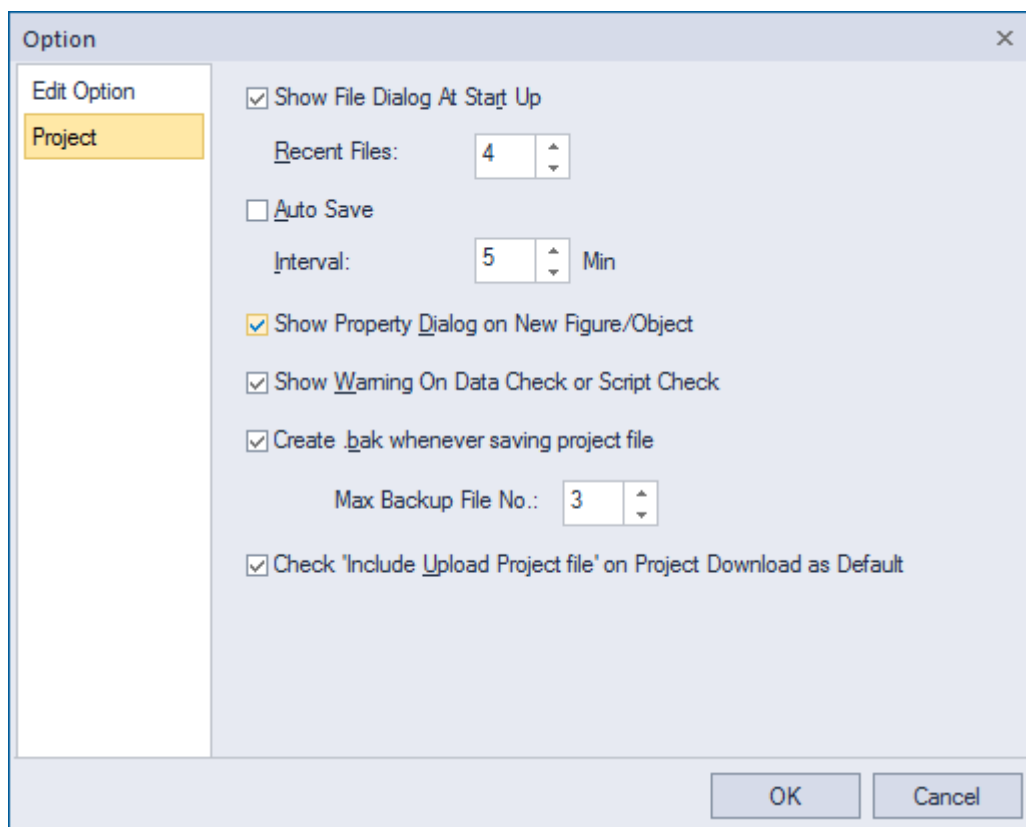 Option
Edit Option
Project
Show File Dialog At Start Up
Recent Files: 4
Auto Save
Interval: 5 Min
Show Property Dialog on New Figure/Object
Show Warning On Data Check or Script Check
Create .bak whenever saving project file
Max Backup File No.: 3
Check 'Include Upload Project file' on Project Download as Default
OK Cancel